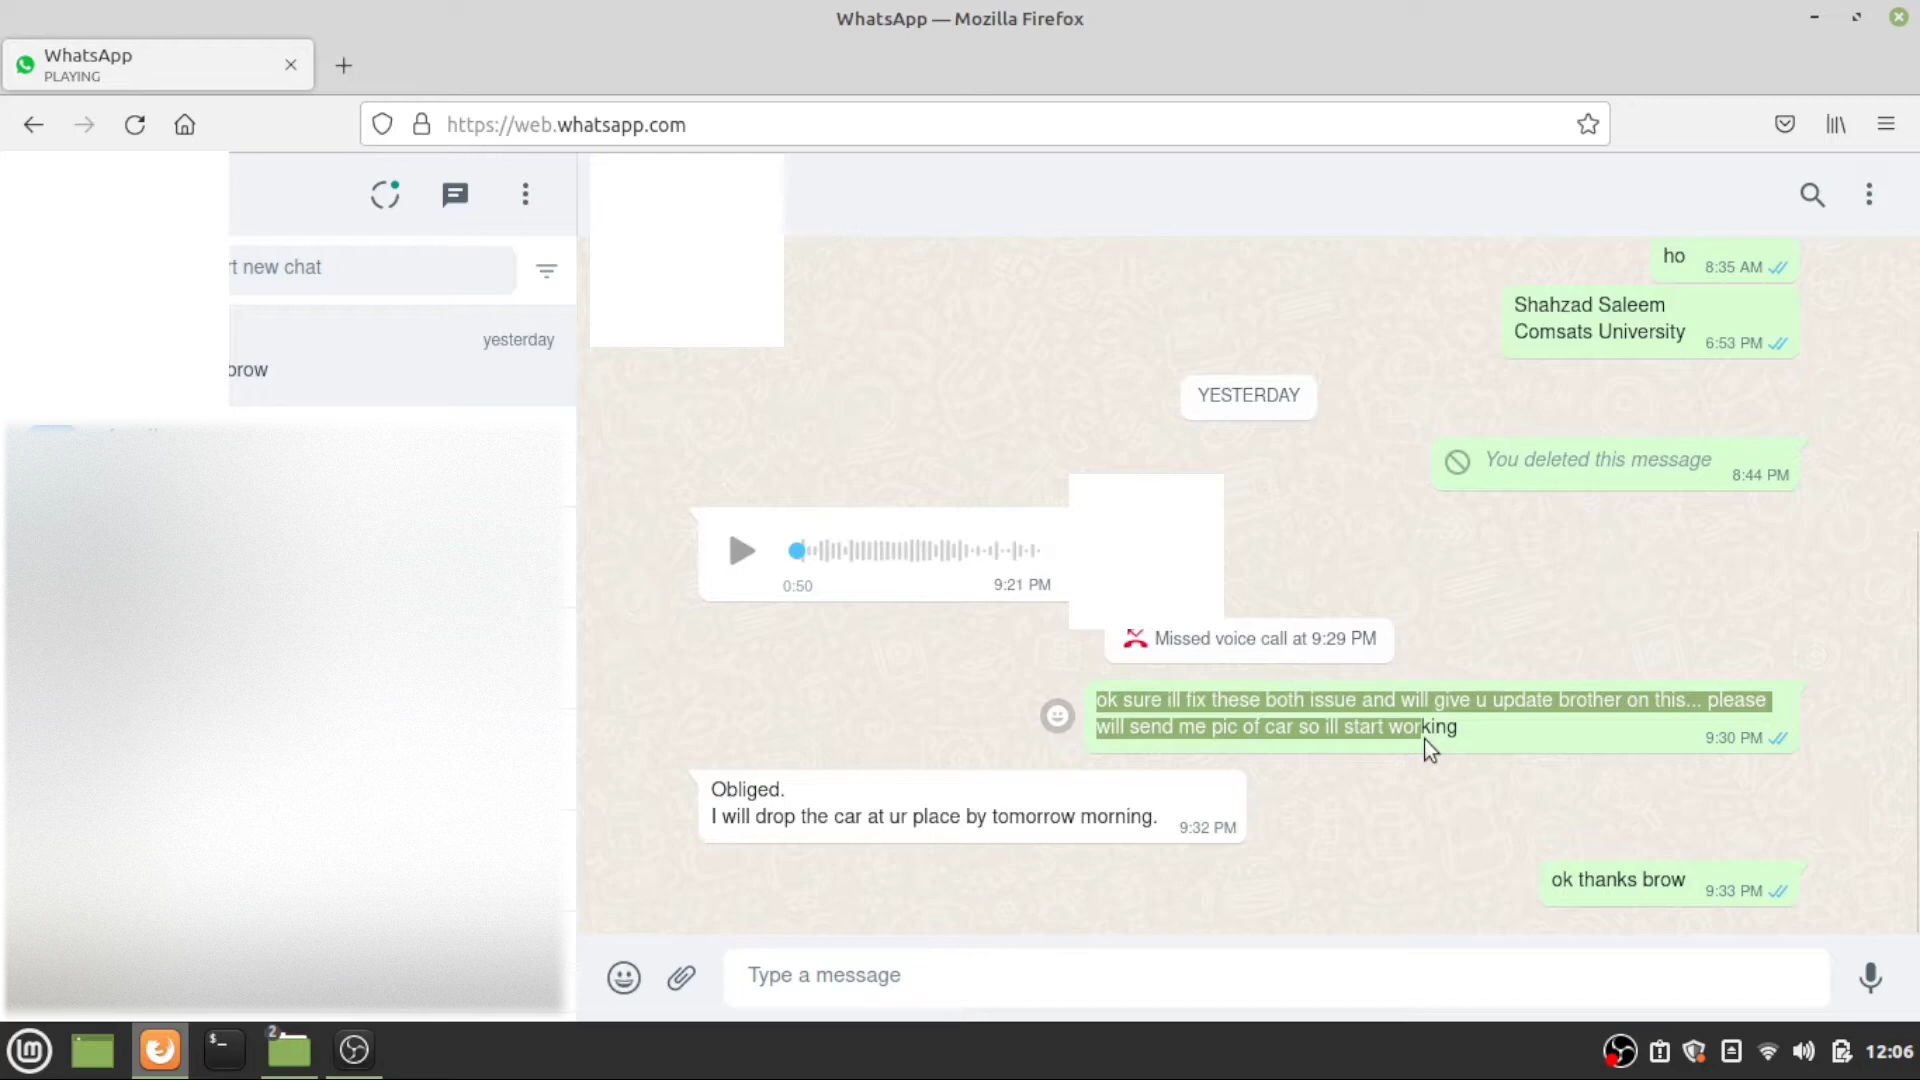 WhatsApp — Mozilla Firefox
WhatsApp
PLAYING
https://web.whatsapp.com
new chat
yesterday
ho
8:35 AM
Shahzad Saleem
Comsats University
6:53 PM
YESTERDAY
You deleted this message
8:44 PM
0:50
9:21 PM
Missed voice call at 9:29 PM
ok sure ill fix these both issue and will give u update brother on this... please
will send me pic of car so ill start working
9:30 PM
Obliged.
I will drop the car at ur place by tomorrow morning.
9:32 PM
ok thanks brow
9:33 PM
Type a message
2
12:06